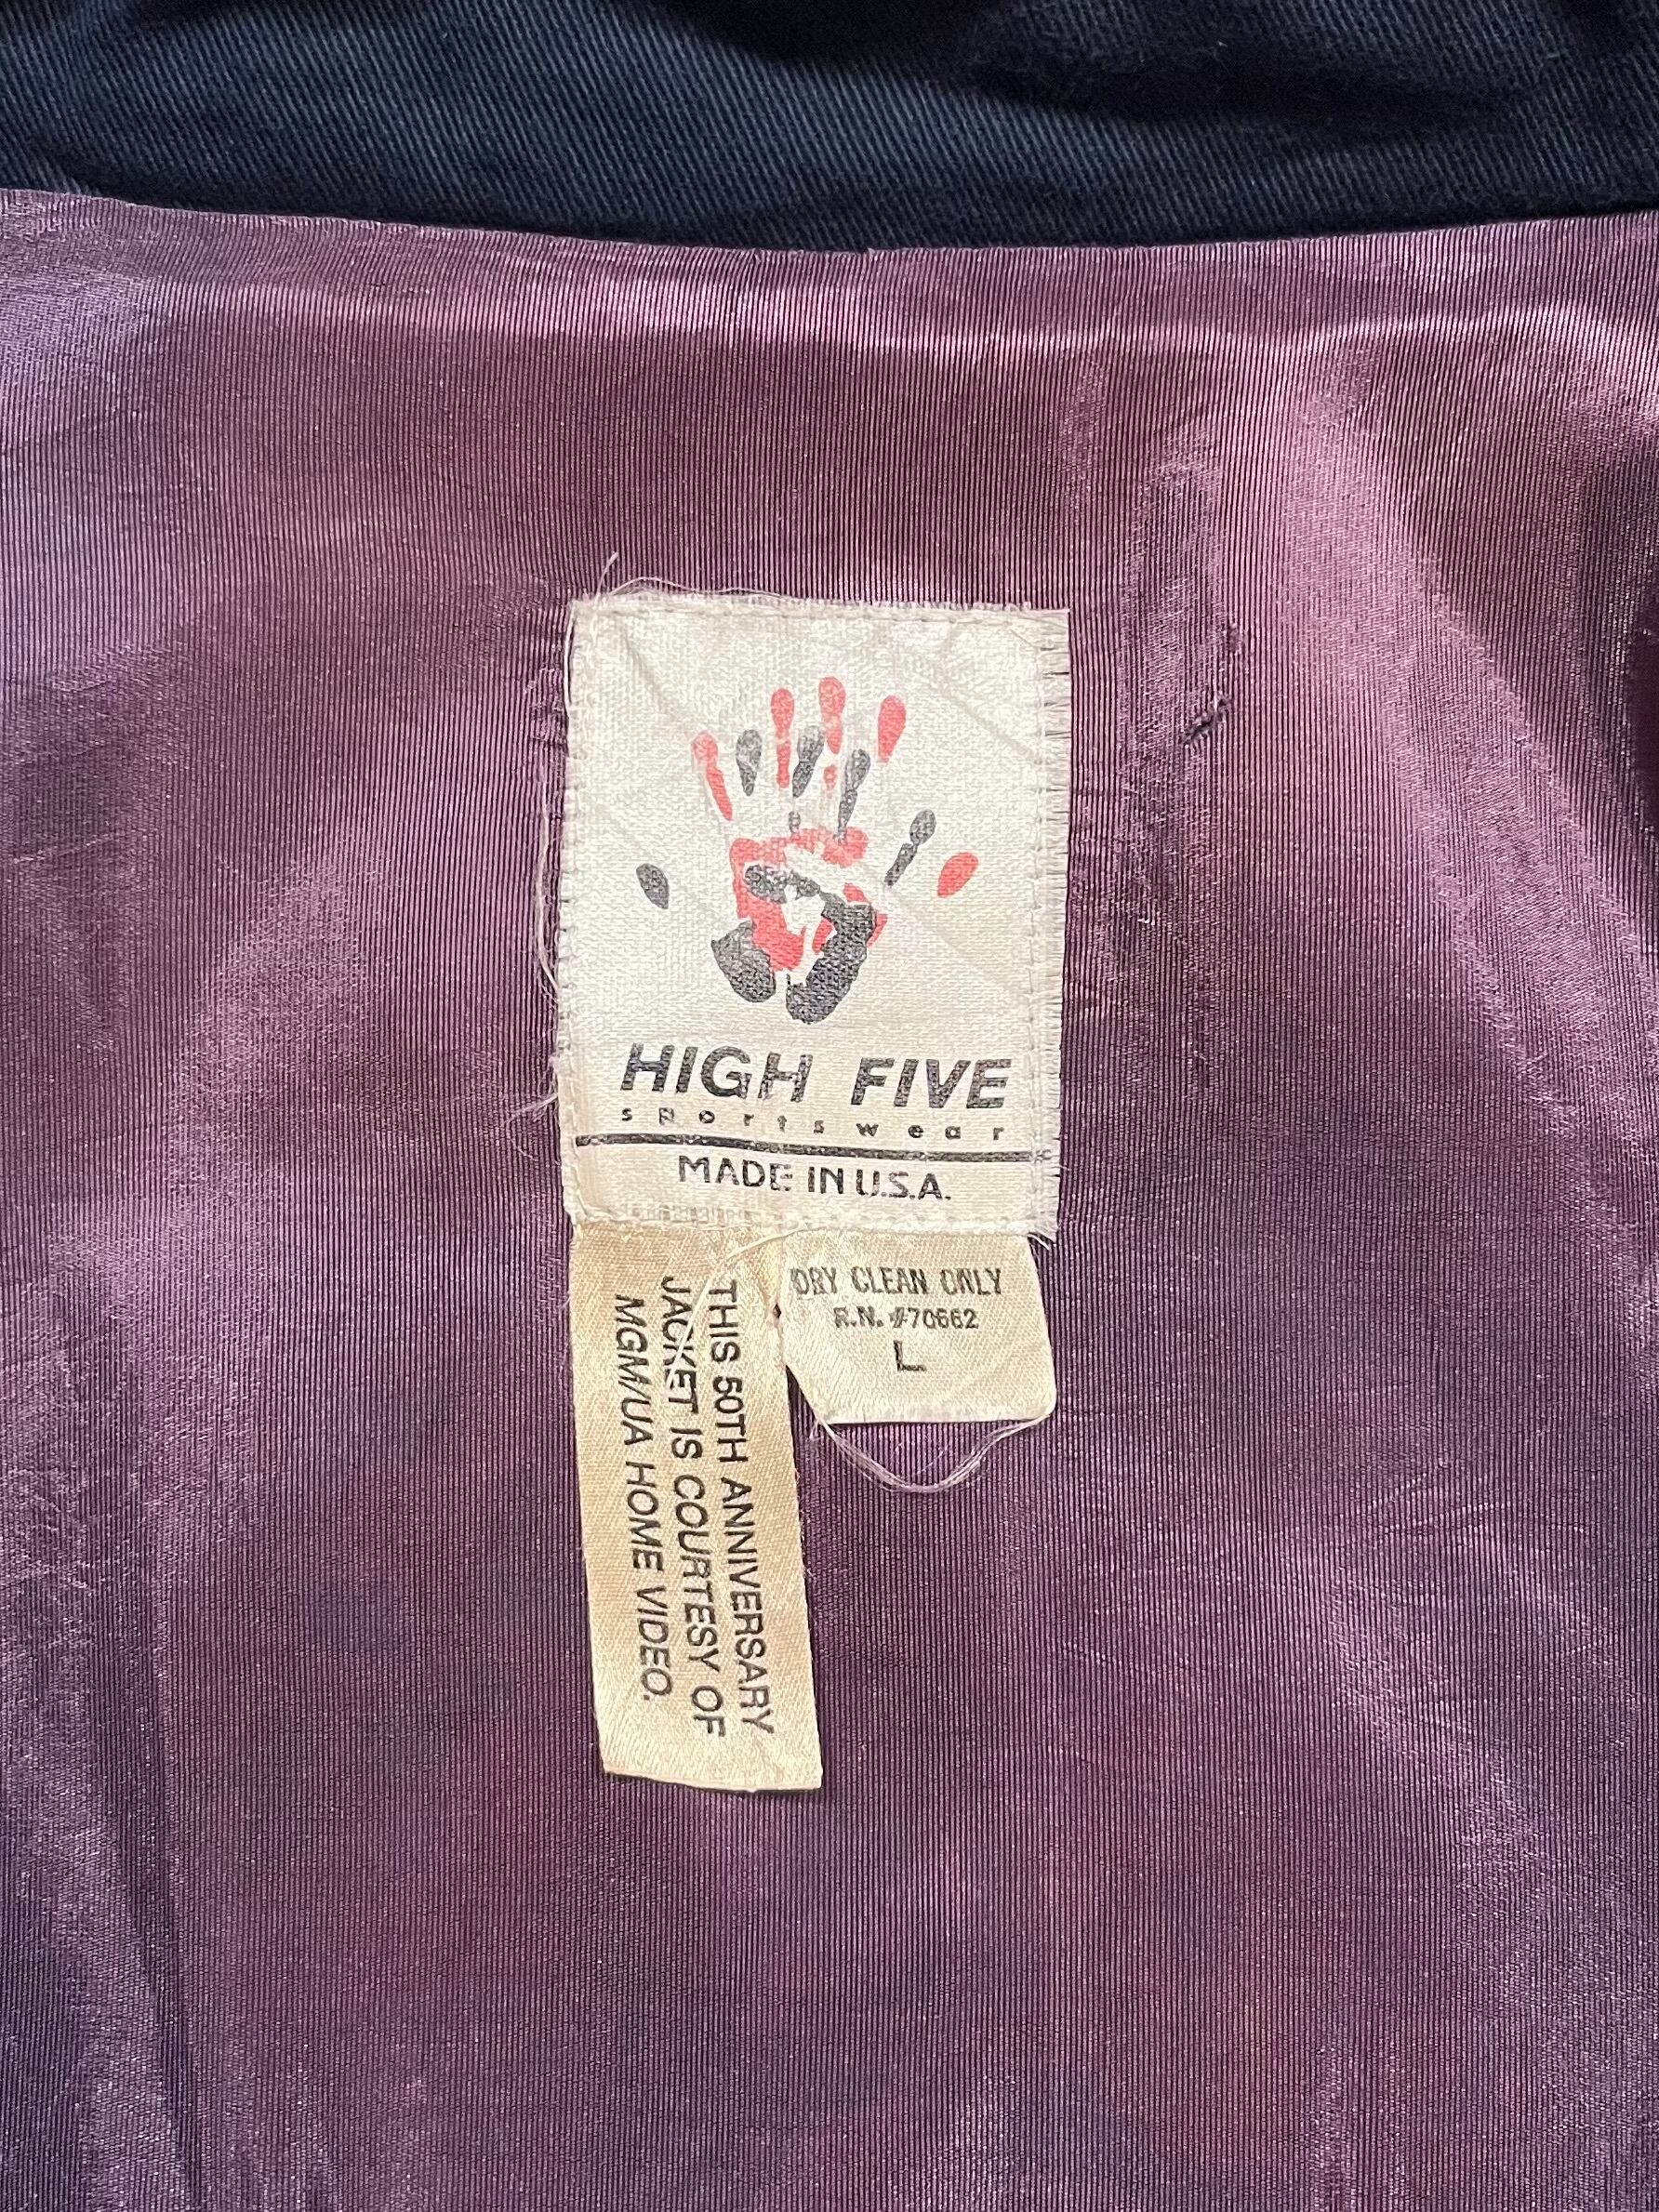 HIGH FIVE
sportswear
MADE IN U.S.A.
DRY CLEAN ONLY
R.N. #70662
L
THIS 50TH ANNIVERSARY
JACKET IS COURTESY OF
MGM/UA HOME VIDEO.